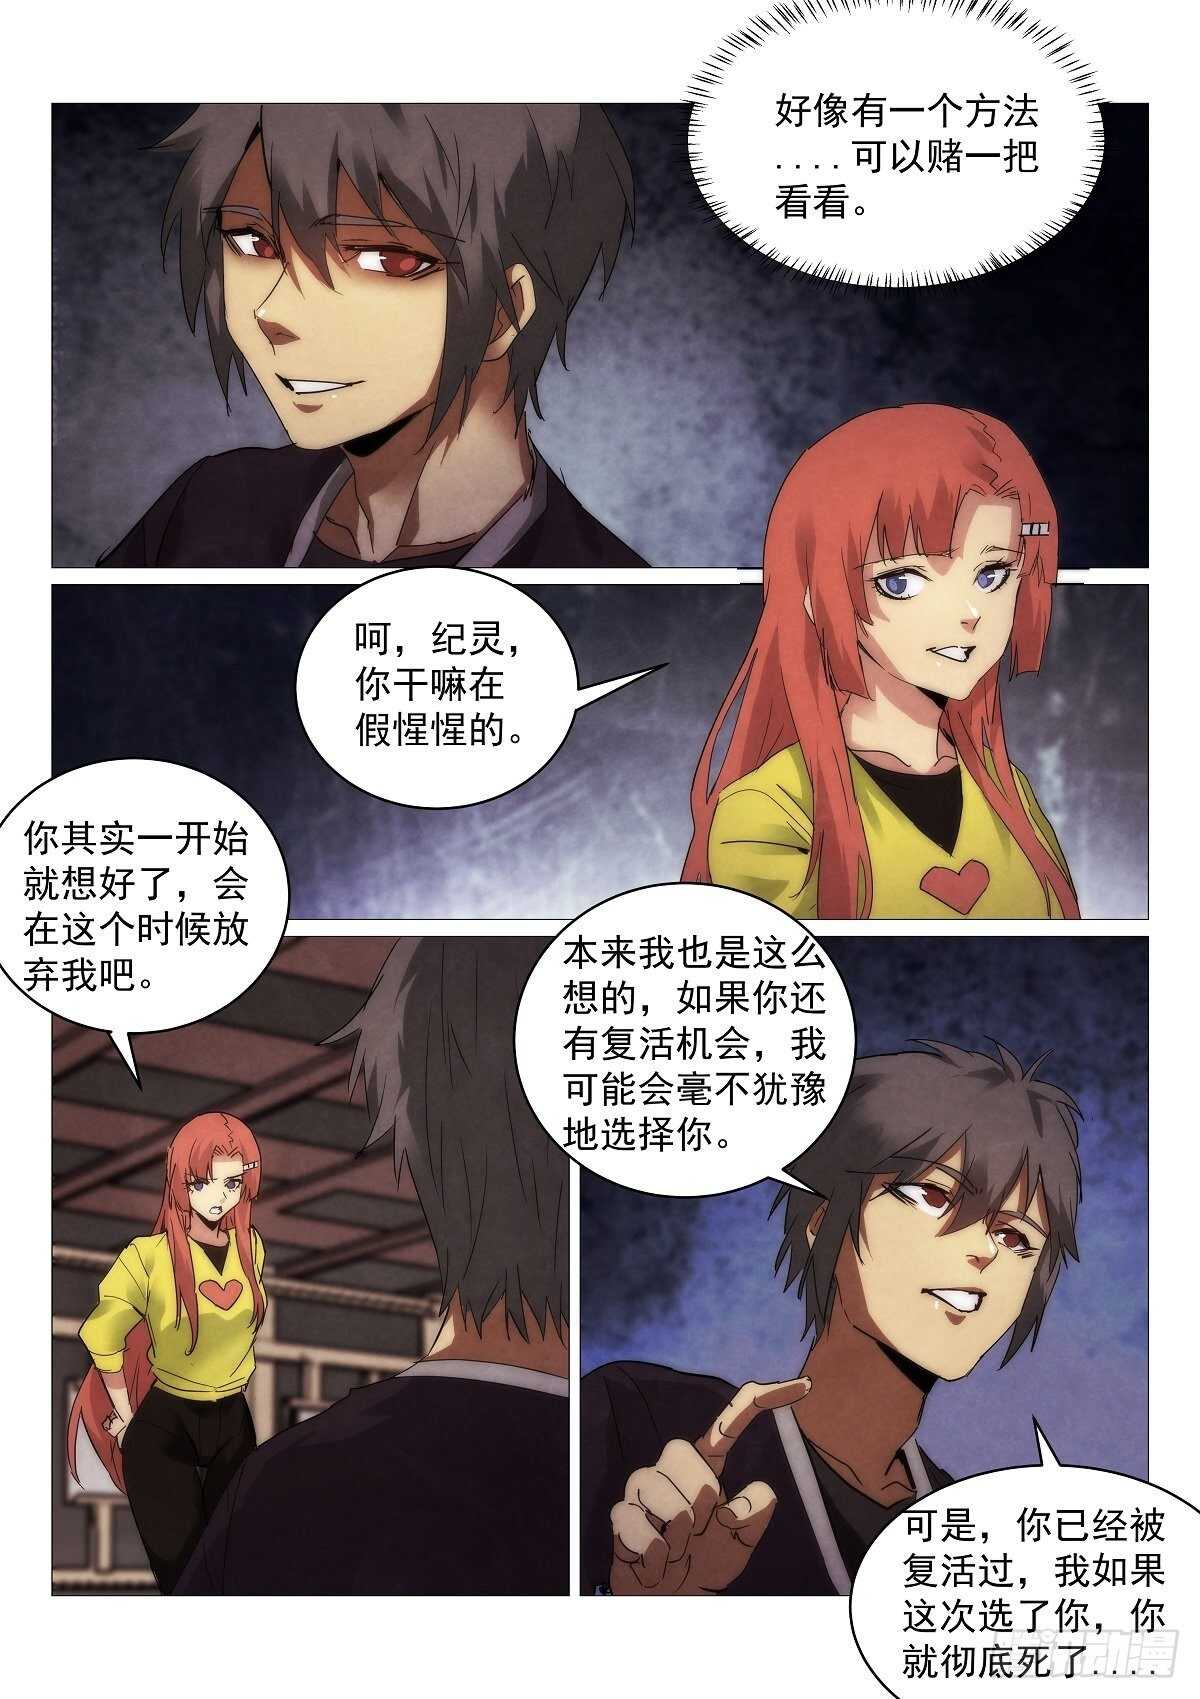 好像有一个方法
....可以赌一把
看看。
呵，纪灵，
你干嘛在
假惺惺的。
你其实一开始
就想好了，会
在这个时候放
弃我吧。
本来我也是这么
想的，如果你还
有复活机会，我
可能会毫不犹豫
地选择你。
可是，你已经被
复活过，我如果
这次选了你，你
就彻底死了....
腾讯动漫